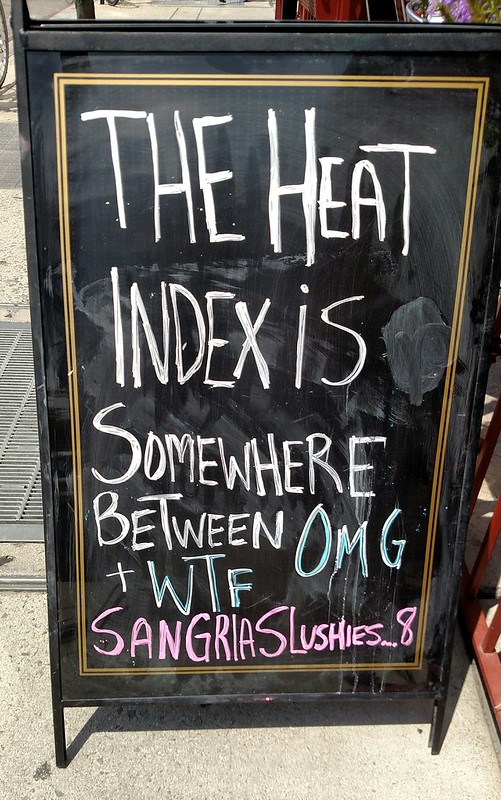 THE HEAT
INDEX iS
SOMEWHERE
BETWEEN OMG
+ WTF
SANGRIA SLUSHIES...8